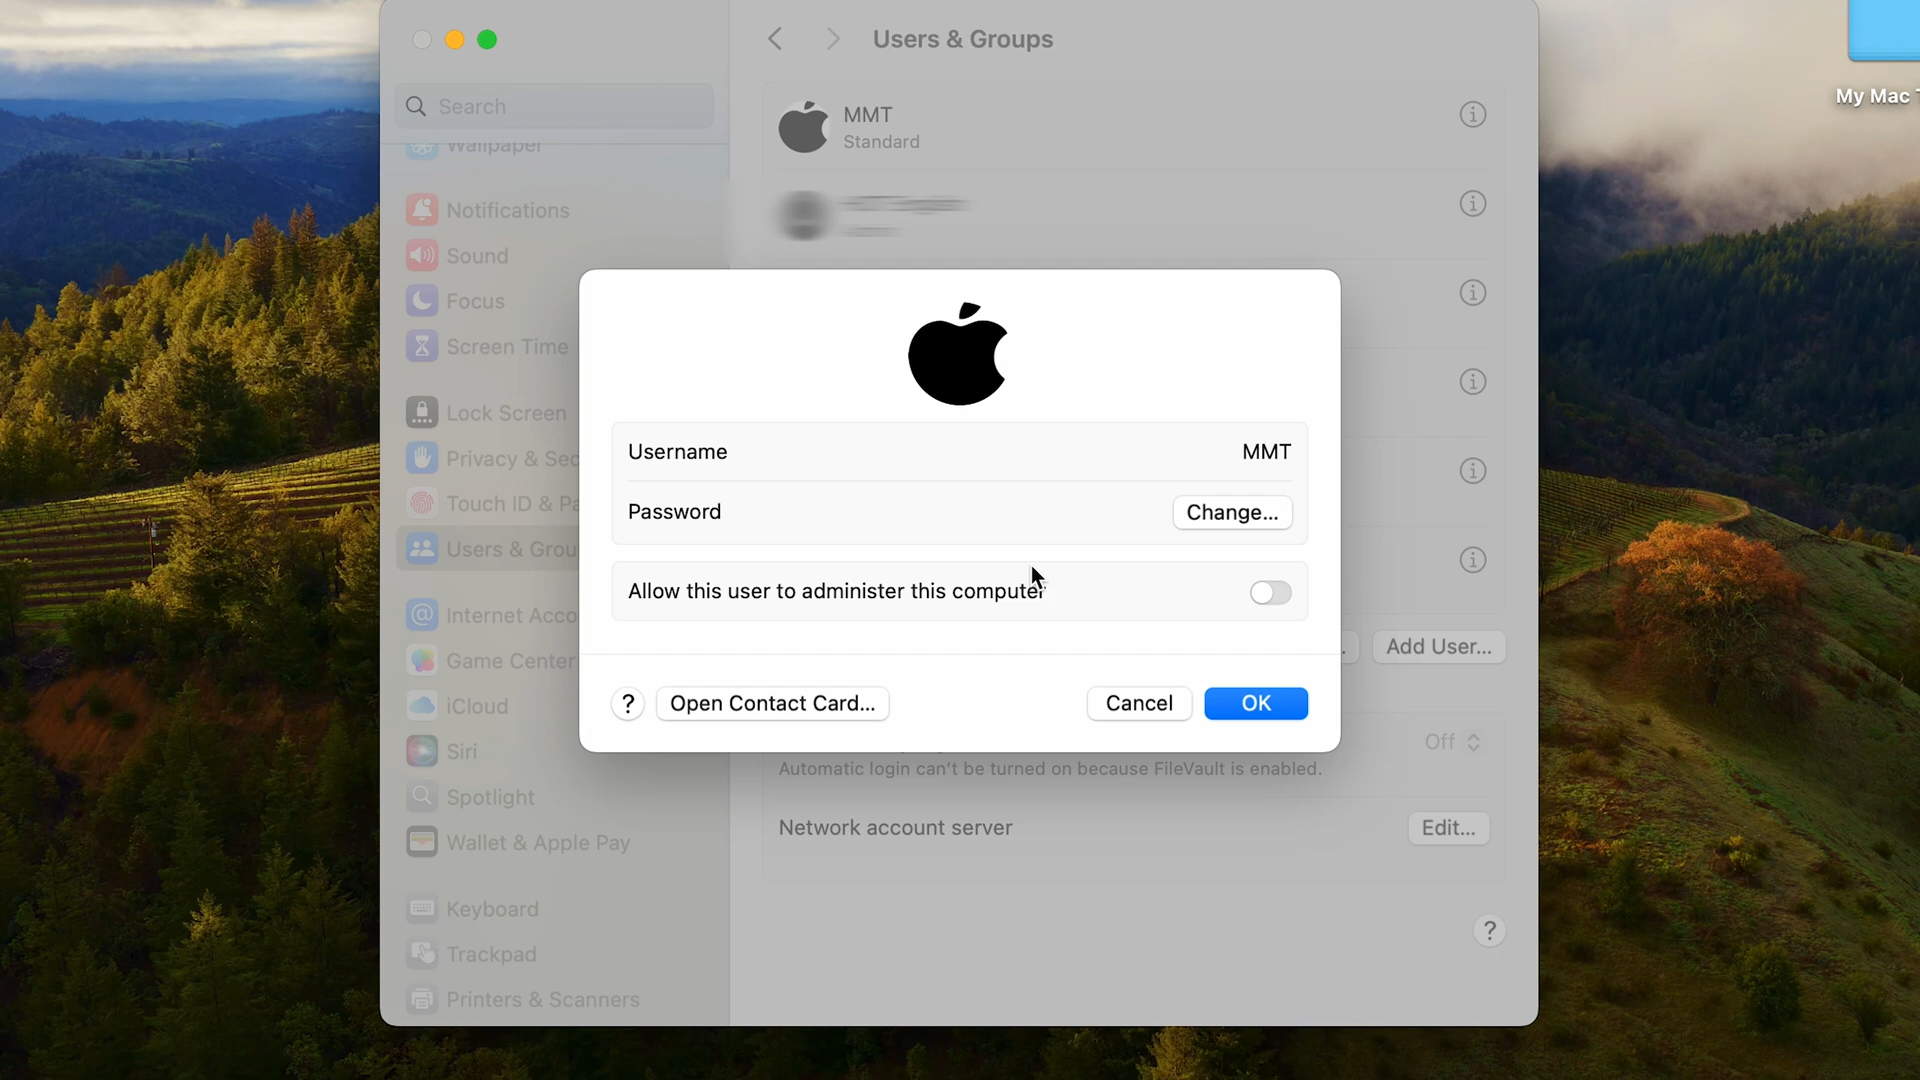 Users & Groups
Search
MMT
Standard
Wallpaper
Notifications
Sound
Focus
Screen Time
Lock Screen
Privacy & Sec
Touch ID & Pa
Users & Grou
Internet Acco
Game Center
iCloud
Siri
Spotlight
Wallet & Apple Pay
Keyboard
Trackpad
Printers & Scanners
Username
MMT
Password
Change...
Allow this user to administer this computer
?
Open Contact Card...
Cancel
OK
Add User...
Off
Automatic login can't be turned on because FileVault is enabled.
Network account server
Edit...
?
My Mac